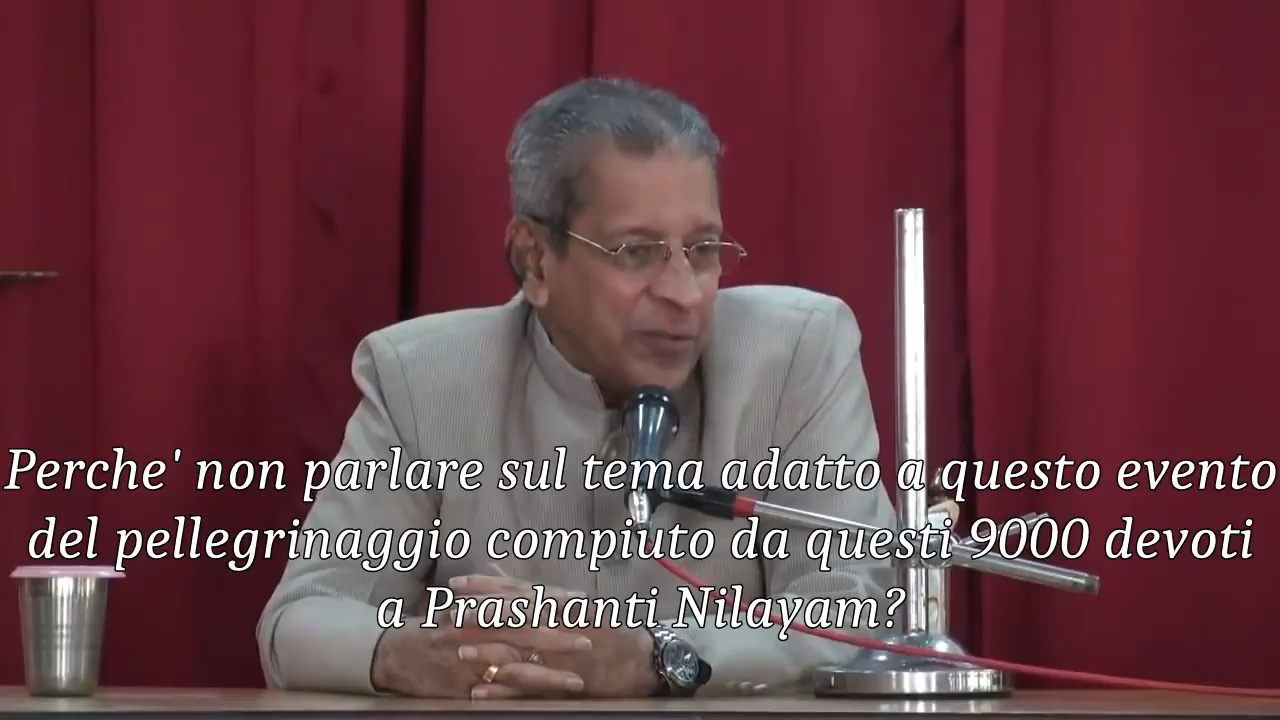 Perche' non parlare sul tema adatto a questo evento
del pellegrinaggio compiuto da questi 9000 devoti
a Prashanti Nilayam?